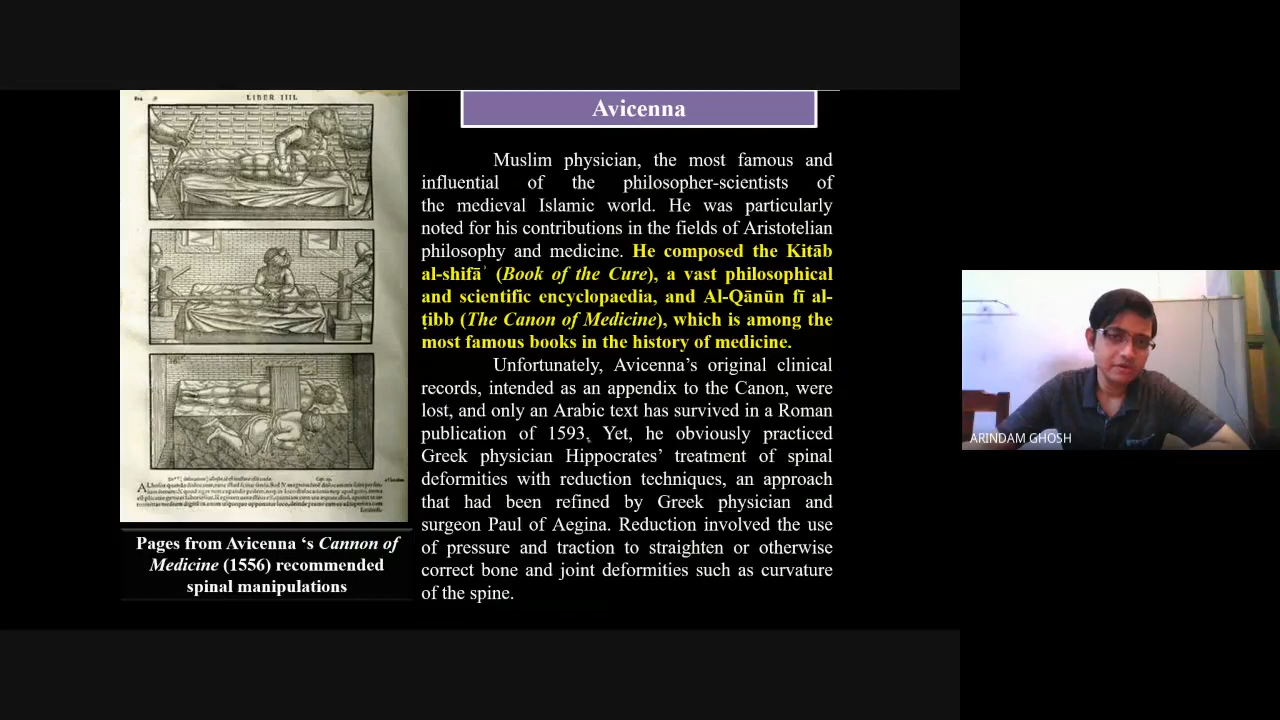 LIBER IIII.
Avicenna
Muslim physician, the most famous and
influential of the philosopher-scientists of
the medieval Islamic world. He was particularly
noted for his contributions in the fields of Aristotelian
philosophy and medicine. He composed the Kitāb
al-shifāʾ (Book of the Cure), a vast philosophical
and scientific encyclopaedia, and Al-Qānūn fī al-
ṭibb (The Canon of Medicine), which is among the
most famous books in the history of medicine.
Unfortunately, Avicenna’s original clinical
records, intended as an appendix to the Canon, were
lost, and only an Arabic text has survived in a Roman
publication of 1593. Yet, he obviously practiced
Greek physician Hippocrates’ treatment of spinal
deformities with reduction techniques, an approach
that had been refined by Greek physician and
surgeon Paul of Aegina. Reduction involved the use
of pressure and traction to straighten or otherwise
correct bone and joint deformities such as curvature
of the spine.
Pages from Avicenna ‘s Cannon of
Medicine (1556) recommended
spinal manipulations
ARINDAM GHOSH